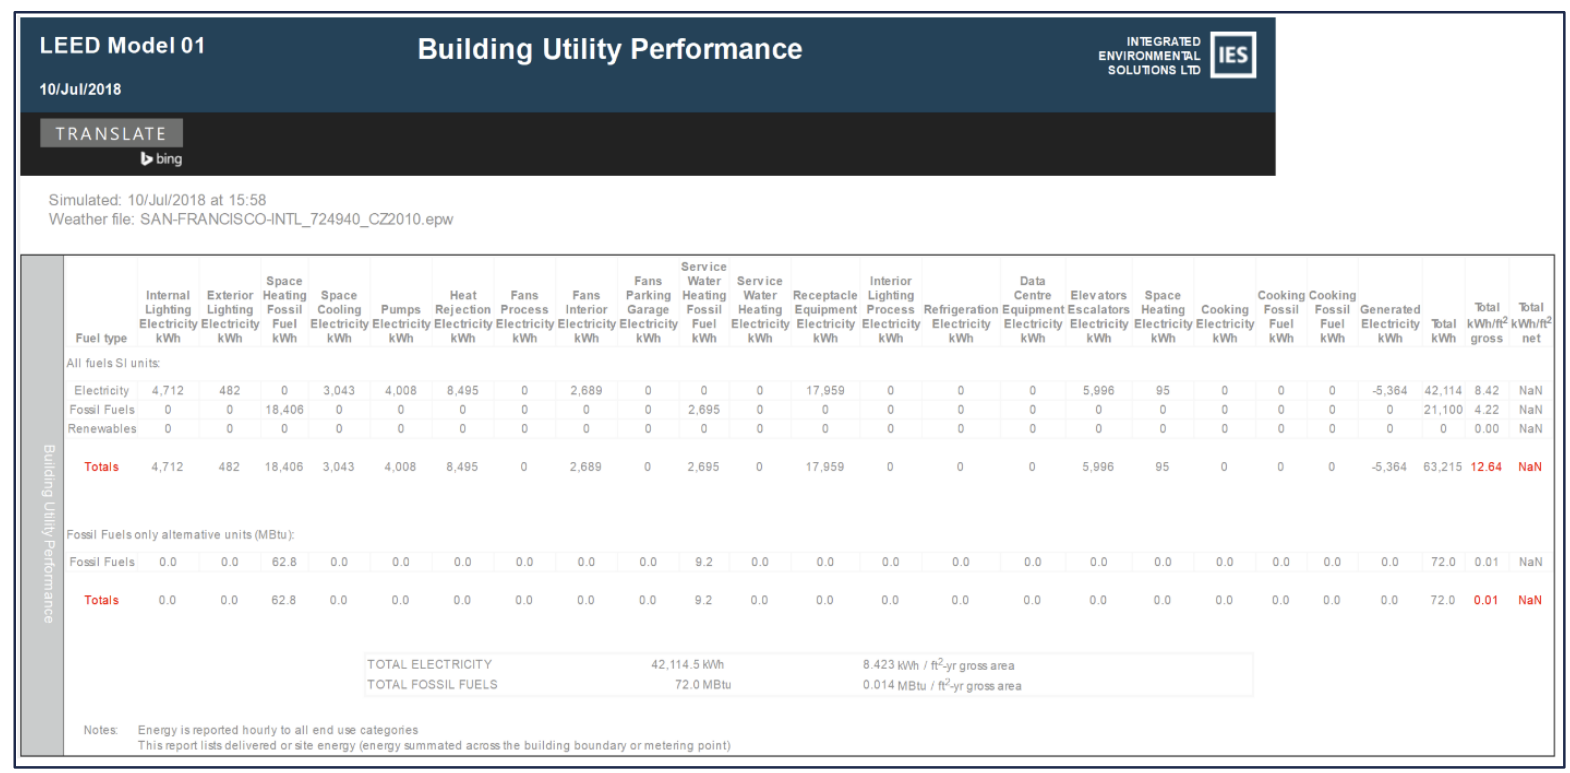 LEED Model 01
Building Utility Performance
INTEGRATED
ENVIRONMENTAL
SOLUTIONS LTD
IES
10/Jul/2018
TRANSLATE
bing
Simulated: 10/Jul/2018 at 15:58
Weather file: SAN-FRANCISCO-INTL_724940_CZ2010.epw
Building Utility Performance
Fuel type Internal Lighting Electricity kWh Exterior Lyghting Electricity kWh Space Heating Fossil Fuel kWh Space Cooling Electricity kWh Pumps Electricity kWh Heat Rejection Electricity kWh Fans Process Electricity kWh Fans Interior Electricity kWh Fans Parking Garage Electricity kWh Service Water Heating Fossil Fuel kWh Service Water Heating Electricity kWh Receptacle Equipment Electricity kWh Interior Lighting Process Electricity kWh Refrigeration Electricity kWh Data Centre Equipment Electricity kWh Elevators Escalators Electricity kWh Space Heating Electricity kWh Cooking Electricity kWh Cooking Fossil Fuel kWh Cooking Fossil Fuel kWh Generated Electricity kWh Total kWh Total kWh/ft² gross Total kWh/ft² net
All fuels SI units:
Electricity 4,712 482 0 3,043 4,008 8,495 0 2,689 0 0 0 17,959 0 0 0 5,996 95 0 0 0 -5,364 42,114 8.42 NaN
Fossil Fuels 0 0 18,406 0 0 0 0 0 0 2,695 0 0 0 0 0 0 0 0 0 0 0 21,100 4.22 NaN
Renewables 0 0 0 0 0 0 0 0 0 0 0 0 0 0 0 0 0 0 0 0 0 0 0.00 NaN
Totals 4,712 482 18,406 3,043 4,008 8,495 0 2,689 0 2,695 0 17,959 0 0 0 5,996 95 0 0 0 -5,364 63,215 12.64 NaN
Fossil Fuels only alternative units (MBtu):
Fossil Fuels 0.0 0.0 62.8 0.0 0.0 0.0 0.0 0.0 0.0 9.2 0.0 0.0 0.0 0.0 0.0 0.0 0.0 0.0 0.0 0.0 0.0 72.0 0.01 NaN
Totals 0.0 0.0 62.8 0.0 0.0 0.0 0.0 0.0 0.0 9.2 0.0 0.0 0.0 0.0 0.0 0.0 0.0 0.0 0.0 0.0 0.0 72.0 0.01 NaN
TOTAL ELECTRICITY 42,114.5 kWh 8.423 kWh / ft²-yr gross area
TOTAL FOSSIL FUELS 72.0 MBtu 0.014 MBtu / ft²-yr gross area
Notes: Energy is reported hourly to all end use categories
This report lists delivered or site energy (energy summated across the building boundary or metering point)